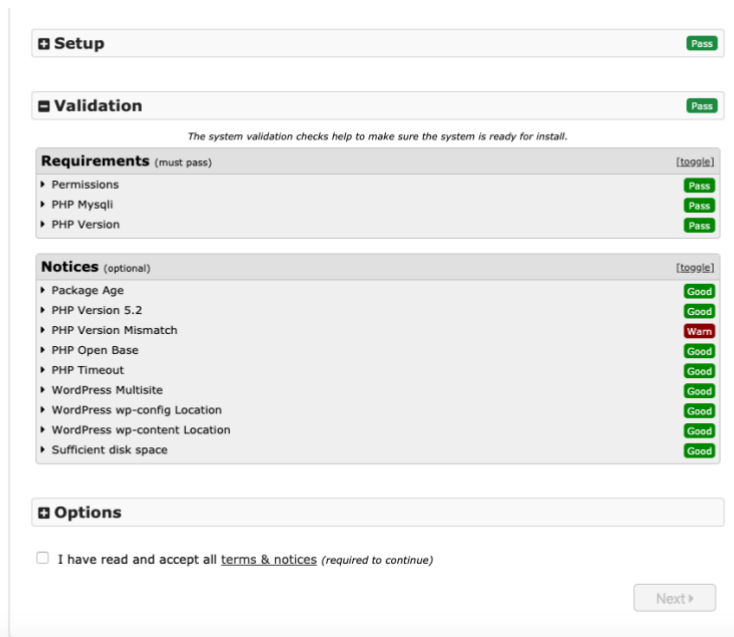 Setup Pass
Validation Pass
The system validation checks help to make sure the system is ready for install.
Requirements (must pass) [toggle]
Permissions Pass
PHP Mysqli Pass
PHP Version Pass
Notices (optional) [toggle]
Package Age Good
PHP Version 5.2 Good
PHP Version Mismatch Warn
PHP Open Base Good
PHP Timeout Good
WordPress Multisite Good
WordPress wp-config Location Good
WordPress wp-content Location Good
Sufficient disk space Good
Options
I have read and accept all terms & notices (required to continue)
Next